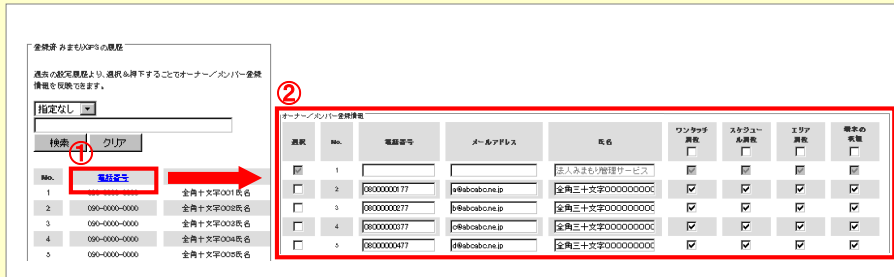 登録済 みまもりGPSの履歴
過去の設定履歴より、選択&押下することでオーナー／メンバー登録
情報を反映できます。
指定なし
検索 クリア
①
No. 電話番号
1 090-0000-0000 全角十文字001氏名
2 090-0000-0000 全角十文字002氏名
3 090-0000-0000 全角十文字003氏名
4 090-0000-0000 全角十文字004氏名
5 090-0000-0000 全角十文字005氏名
②
オーナー／メンバー登録情報
選択 No. 電話番号 メールアドレス 氏名 ワンタッチ スケジュー エリア 端末の
測位 ル測位 測位 状態
1 法人みまもり管理サービス
2 08000000177 a@abcabc.ne.jp 全角三十文字000000000
3 08000000277 b@abcabc.ne.jp 全角三十文字000000000
4 08000000377 c@abcabc.ne.jp 全角三十文字000000000
5 08000000477 d@abcabc.ne.jp 全角三十文字000000000